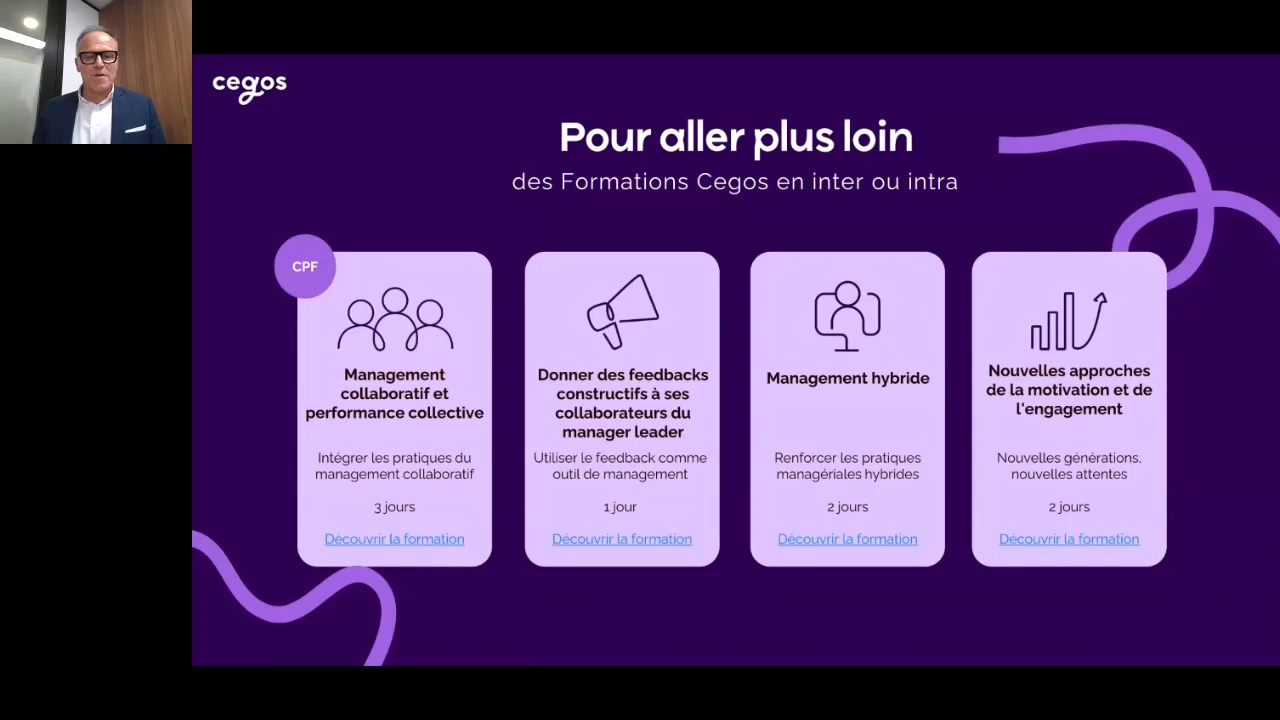 cegos
Pour aller plus loin
des Formations Cegos en inter ou intra
CPF
Management
collaboratif et
performance collective
Intégrer les pratiques du
management collaboratif
3 jours
Découvrir la formation
Donner des feedbacks
constructifs à ses
collaborateurs du
manager leader
Utiliser le feedback comme
outil de management
1 jour
Découvrir la formation
Management hybride
Renforcer les pratiques
managériales hybrides
2 jours
Découvrir la formation
Nouvelles approches
de la motivation et de
l'engagement
Nouvelles générations,
nouvelles attentes
2 jours
Découvrir la formation